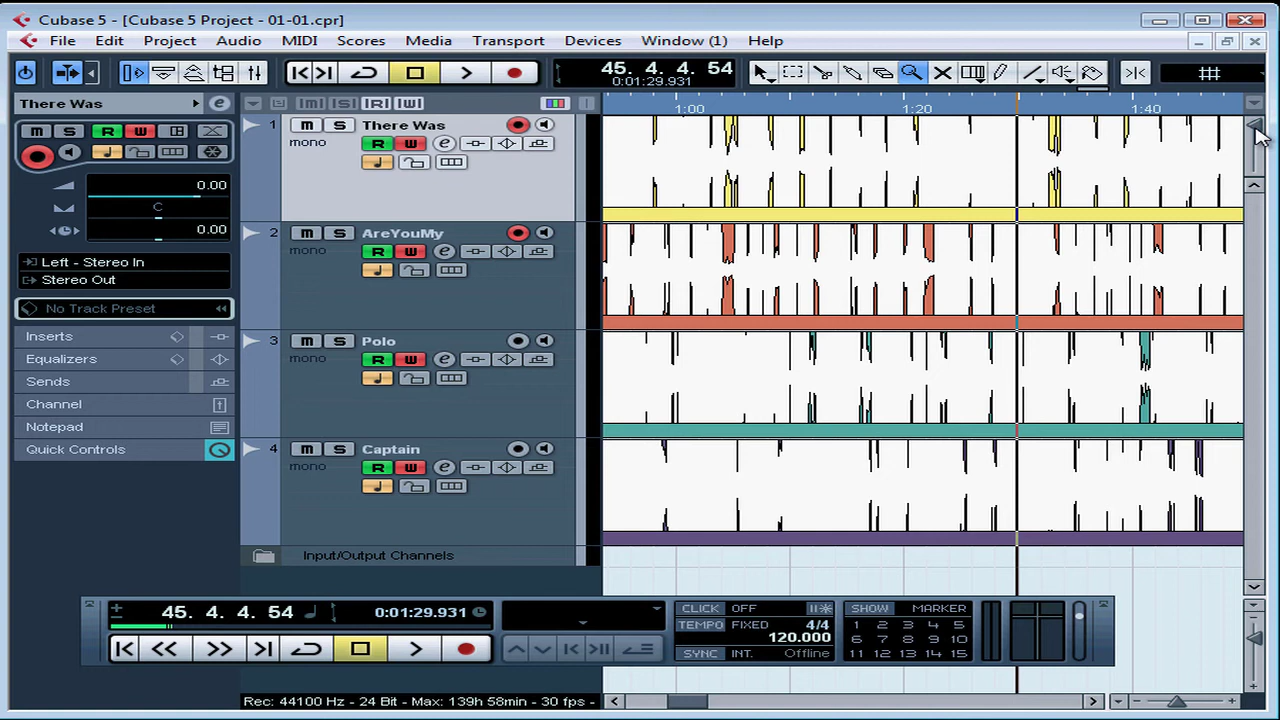 Cubase 5 - [Cubase 5 Project - 01-01.cpr]
File Edit Project Audio MIDI Scores Media Transport Devices Window (1) Help
45. 4. 4. 54
0:01:29.931
There Was
e
[m] [S] [R] [W]
1:00 1:20 1:40
m S R W
0.00
C
0.00
Left - Stereo In
Stereo Out
No Track Preset
Inserts
Equalizers
Sends
Channel
Notepad
Quick Controls
1 m S There Was
mono R W e
2 m S AreYouMy
mono R W e
3 m S Polo
mono R W e
4 m S Captain
mono R W e
Input/Output Channels
45. 4. 4. 54 0:01:29.931
CLICK OFF
TEMPO FIXED 4/4
120.000
SYNC INT. Offline
SHOW MARKER
1 2 3 4 5
6 7 8 9 10
11 12 13 14 15
Rec: 44100 Hz - 24 Bit - Max: 139h 58min - 30 fps -